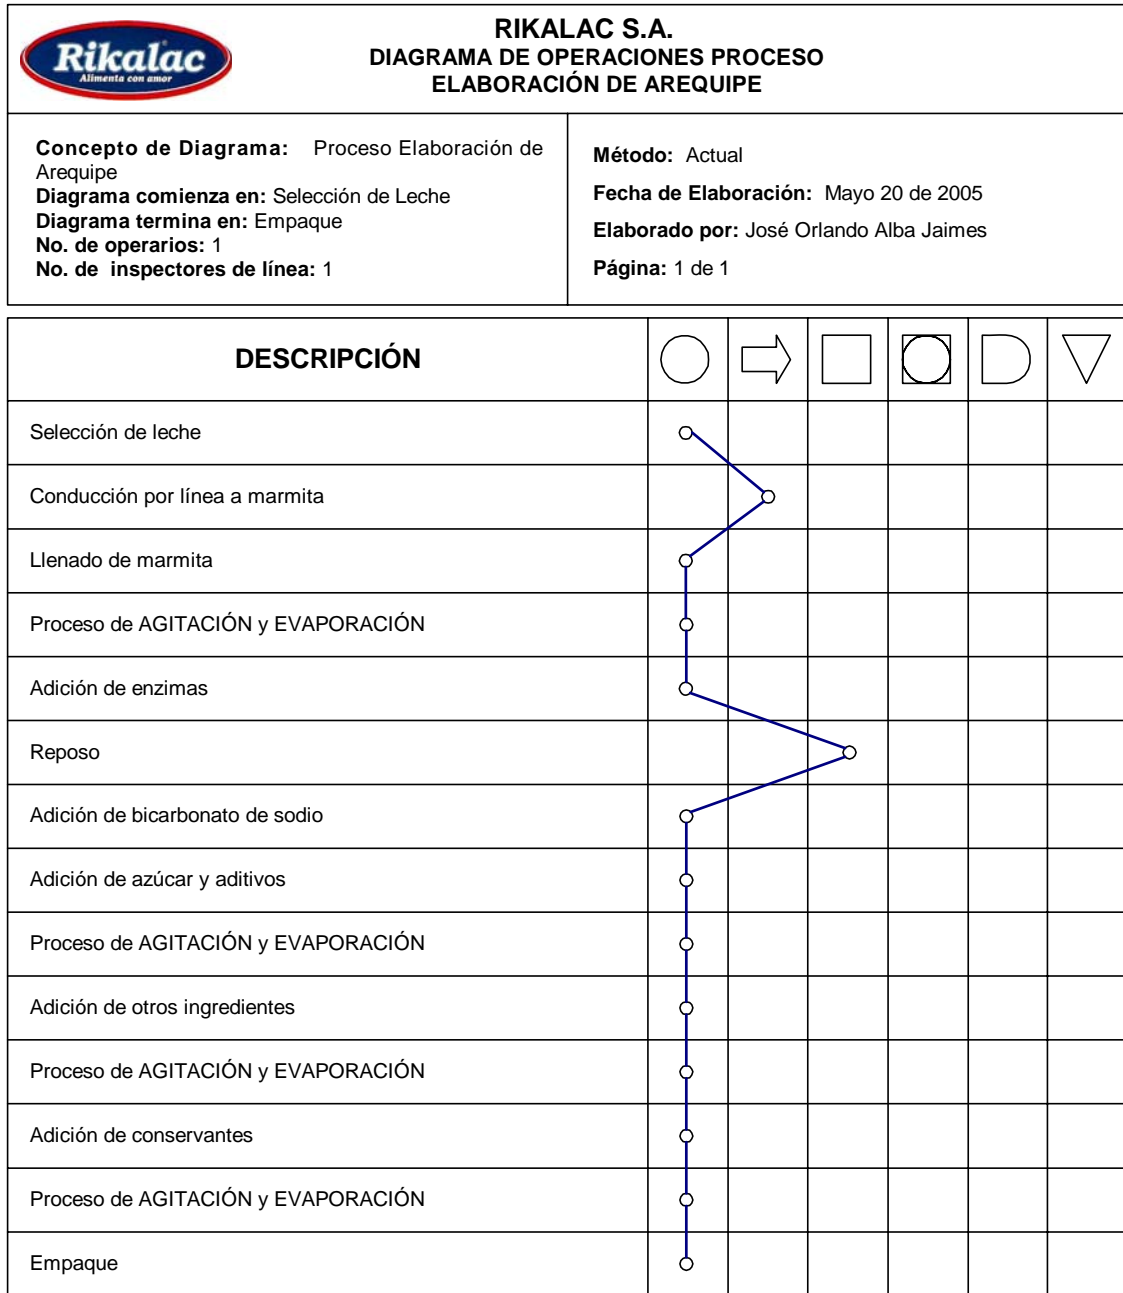 Rikalac
Alimenta con amor
RIKALAC S.A.
DIAGRAMA DE OPERACIONES PROCESO
ELABORACIÓN DE AREQUIPE
Concepto de Diagrama: Proceso Elaboración de
Arequipe
Diagrama comienza en: Selección de Leche
Diagrama termina en: Empaque
No. de operarios: 1
No. de inspectores de línea: 1
Método: Actual
Fecha de Elaboración: Mayo 20 de 2005
Elaborado por: José Orlando Alba Jaimes
Página: 1 de 1
DESCRIPCIÓN
Selección de leche
Conducción por línea a marmita
Llenado de marmita
Proceso de AGITACIÓN y EVAPORACIÓN
Adición de enzimas
Reposo
Adición de bicarbonato de sodio
Adición de azúcar y aditivos
Proceso de AGITACIÓN y EVAPORACIÓN
Adición de otros ingredientes
Proceso de AGITACIÓN y EVAPORACIÓN
Adición de conservantes
Proceso de AGITACIÓN y EVAPORACIÓN
Empaque